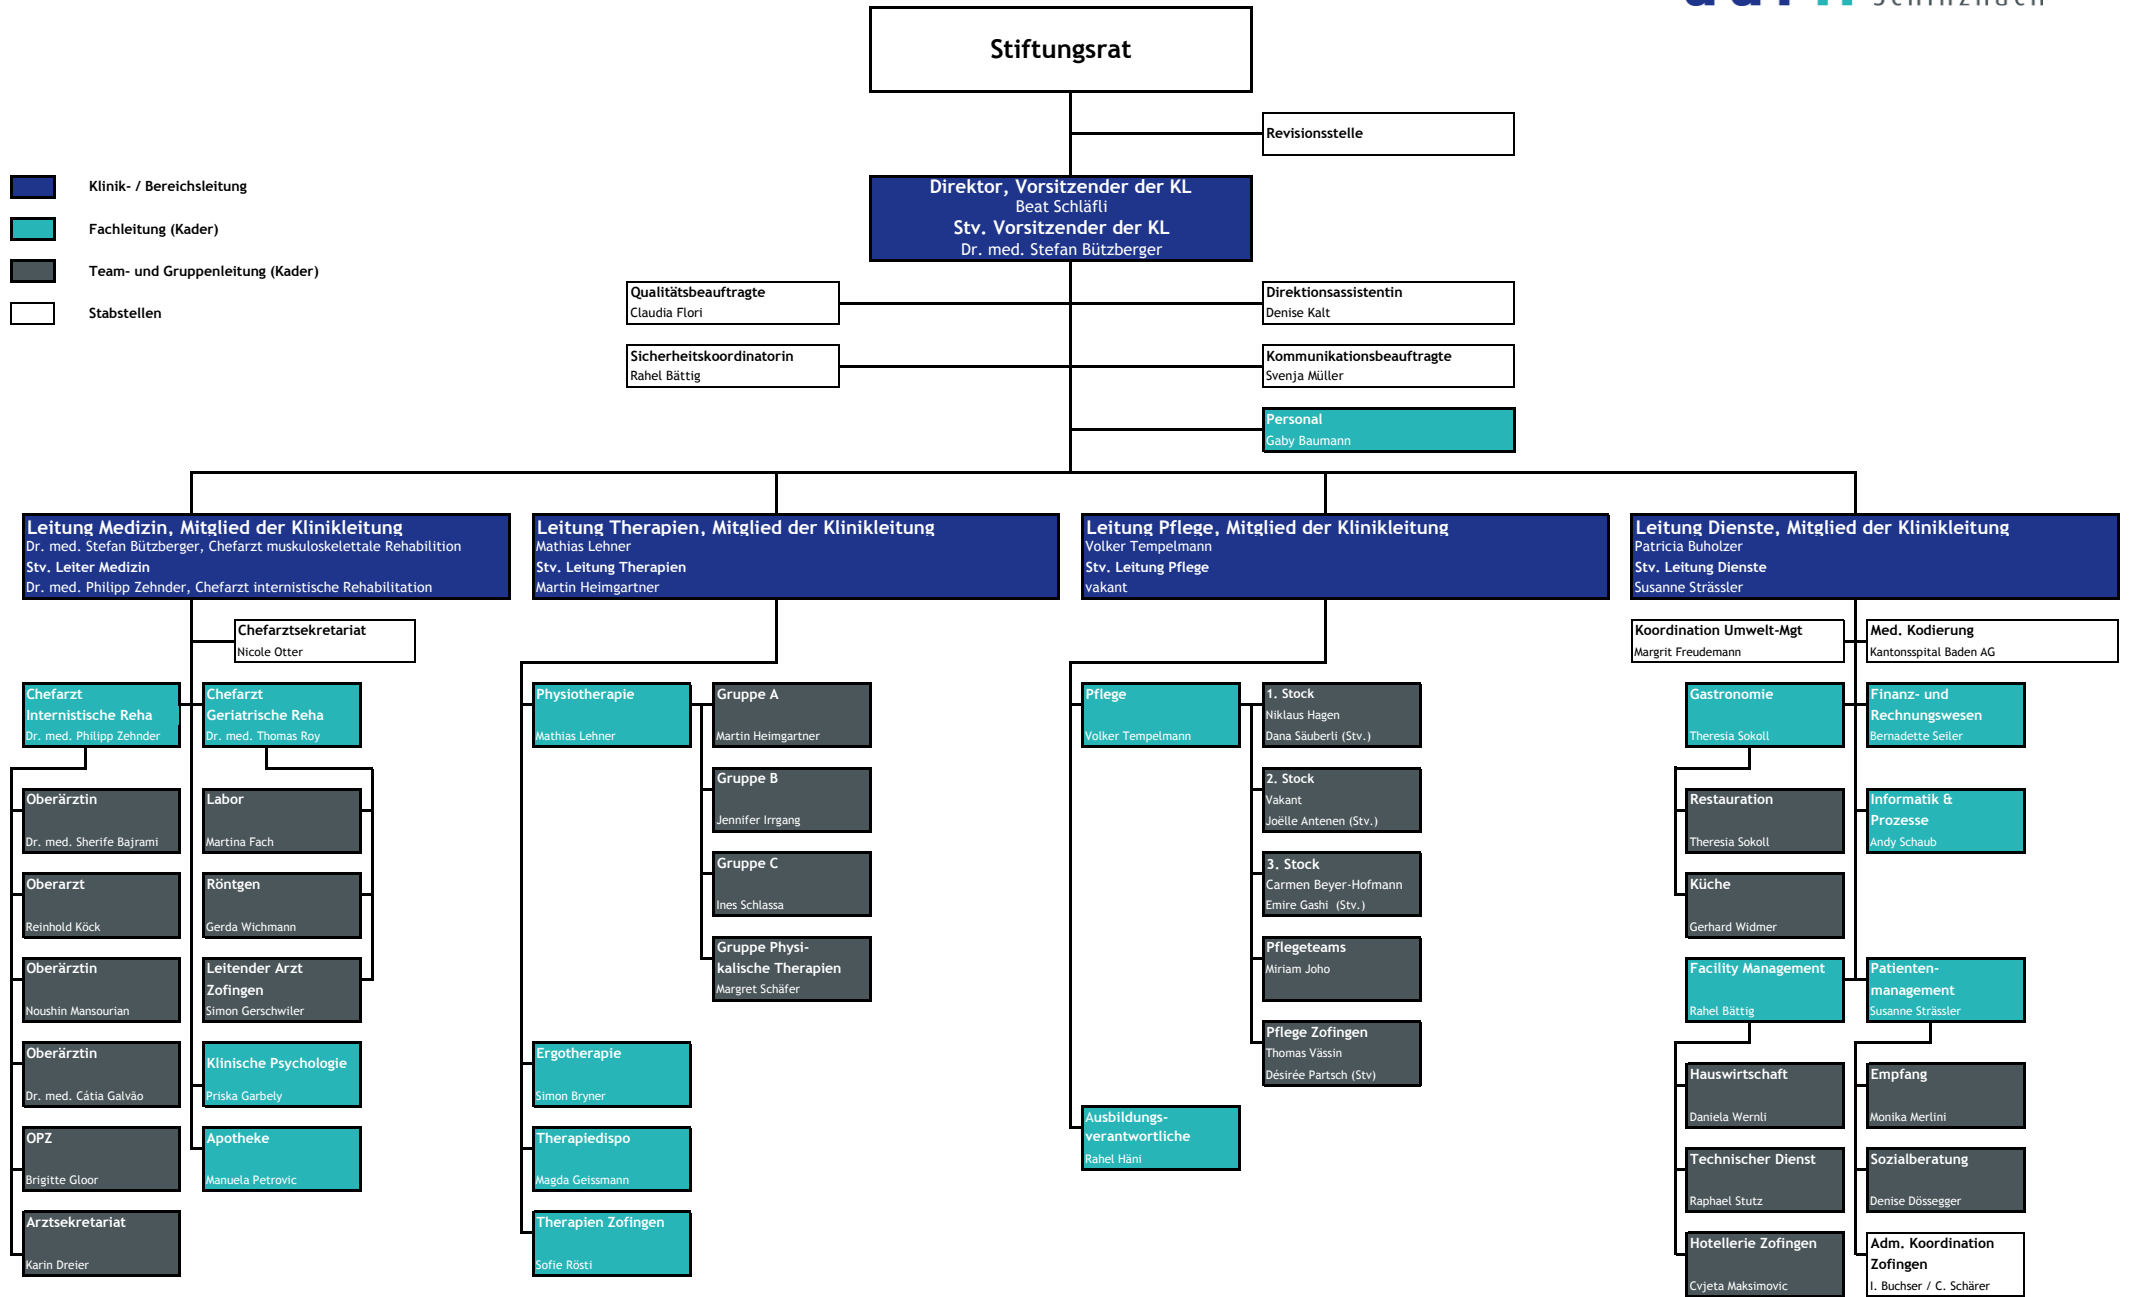 Schinznach
Stiftungsrat
Revisionsstelle
Klinik- / Bereichsleitung
Fachleitung (Kader)
Team- und Gruppenleitung (Kader)
Stabstellen
Direktor, Vorsitzender der KL
Beat Schläfli
Stv. Vorsitzender der KL
Dr. med. Stefan Bützberger
Qualitätsbeauftragte
Claudia Flori
Direktionsassistentin
Denise Kalt
Sicherheitskoordinatorin
Rahel Bättig
Kommunikationsbeauftragte
Svenja Müller
Personal
Gaby Baumann
Leitung Medizin, Mitglied der Klinikleitung
Dr. med. Stefan Bützberger, Chefarzt muskuloskelettale Rehabilition
Stv. Leiter Medizin
Dr. med. Philipp Zehnder, Chefarzt internistische Rehabilitation
Leitung Therapien, Mitglied der Klinikleitung
Mathias Lehner
Stv. Leitung Therapien
Martin Heimgartner
Leitung Pflege, Mitglied der Klinikleitung
Volker Tempelmann
Stv. Leitung Pflege
vakant
Leitung Dienste, Mitglied der Klinikleitung
Patricia Buholzer
Stv. Leitung Dienste
Susanne Strässler
Chefarztsekretariat
Nicole Otter
Chefarzt
Internistische Reha
Dr. med. Philipp Zehnder
Chefarzt
Geriatrische Reha
Dr. med. Thomas Roy
Oberärztin
Dr. med. Sherife Bajrami
Labor
Martina Fach
Oberarzt
Reinhold Köck
Röntgen
Gerda Wichmann
Oberärztin
Noushin Mansourian
Leitender Arzt
Zofingen
Simon Gerschwiler
Oberärztin
Dr. med. Cátia Galvão
Klinische Psychologie
Priska Garbely
OPZ
Brigitte Gloor
Apotheke
Manuela Petrovic
Arztsekretariat
Karin Dreier
Physiotherapie
Mathias Lehner
Gruppe A
Martin Heimgartner
Gruppe B
Jennifer Irrgang
Gruppe C
Ines Schlassa
Gruppe Physi-
kalische Therapien
Margret Schäfer
Ergotherapie
Simon Bryner
Therapiedispo
Magda Geissmann
Therapien Zofingen
Sofie Rösti
Pflege
Volker Tempelmann
1. Stock
Niklaus Hagen
Dana Säuberli (Stv.)
2. Stock
Vakant
Joëlle Antenen (Stv.)
3. Stock
Carmen Beyer-Hofmann
Emire Gashi (Stv.)
Pflegeteams
Miriam Joho
Pflege Zofingen
Thomas Vässin
Désirée Partsch (Stv)
Ausbildungs-
verantwortliche
Rahel Häni
Koordination Umwelt-Mgt
Margrit Freudemann
Med. Kodierung
Kantonsspital Baden AG
Gastronomie
Theresia Sokoll
Finanz- und
Rechnungswesen
Bernadette Seiler
Restauration
Theresia Sokoll
Informatik &
Prozesse
Andy Schaub
Küche
Gerhard Widmer
Facility Management
Rahel Bättig
Patienten-
management
Susanne Strässler
Hauswirtschaft
Daniela Wernli
Empfang
Monika Merlini
Technischer Dienst
Raphael Stutz
Sozialberatung
Denise Dössegger
Hotellerie Zofingen
Cvjeta Maksimovic
Adm. Koordination
Zofingen
I. Buchser / C. Schärer